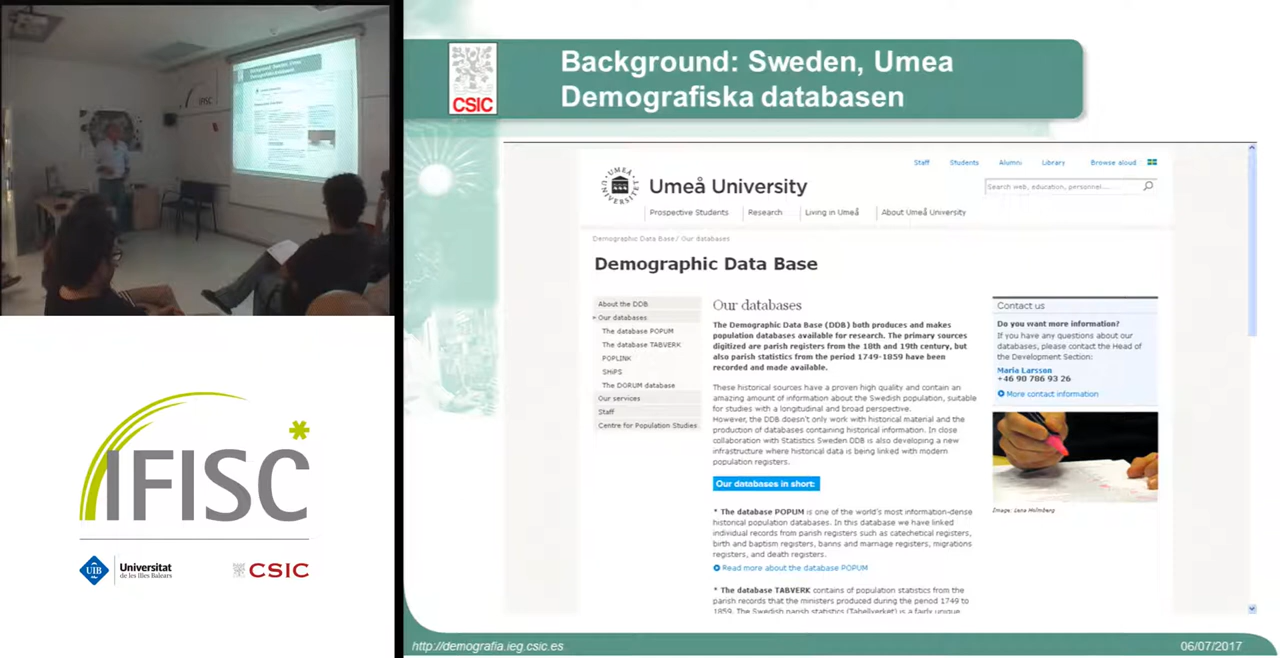 CSIC
Background: Sweden, Umea
Demografiska databasen
Staff
Students
Alumni
Library
Browse aloud
UMEÅ UNIVERSITET
Umeå University
Search web, education, personnel....
Prospective Students
Research
Living in Umeå
About Umeå University
Demographic Data Base / Our databases
Demographic Data Base
About the DDB
Our databases
The database POPUM
The database TABVERK
POPLINK
SHiPS
The DORUM database
Our services
Staff
Centre for Population Studies
Our databases
The Demographic Data Base (DDB) both produces and makes
population databases available for research. The primary sources
digitized are parish registers from the 18th and 19th century, but
also parish statistics from the period 1749-1859 have been
recorded and made available.
These historical sources have a proven high quality and contain an
amazing amount of information about the Swedish population, suitable
for studies with a longitudinal and broad perspective.
However, the DDB doesn't only work with historical material and the
production of databases containing historical information. In close
collaboration with Statistics Sweden DDB is also developing a new
infrastructure where historical data is being linked with modern
population registers.
Our databases in short:
* The database POPUM is one of the world's most information-dense
historical population databases. In this database we have linked
individual records from parish registers such as catechetical registers,
birth and baptism registers, banns and marriage registers, migrations
registers, and death registers.
Read more about the database POPUM
* The database TABVERK contains of population statistics from the
parish records that the ministers produced during the period 1749 to
1859. The Swedish parish statistics (Tabellverket) is a fairly unique
Contact us
Do you want more information?
If you have any questions about our
databases, please contact the Head of
the Development Section:
Maria Larsson
+46 90 786 93 26
More contact information
Image: Jana Holmberg
IFISC
UIB
Universitat
de les Illes Balears
CSIC
http://demografia.ieg.csic.es
06/07/2017